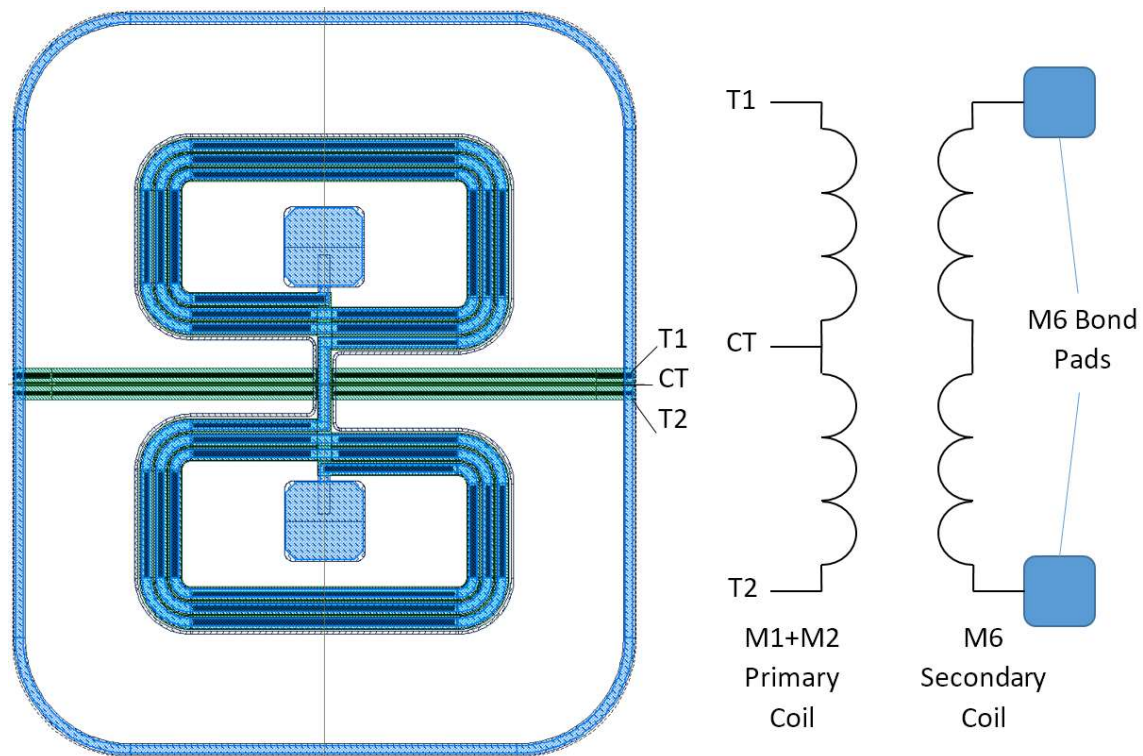 T1
CT
T2
T1
CT
T2
M1+M2
Primary
Coil
M6
Secondary
Coil
M6 Bond
Pads